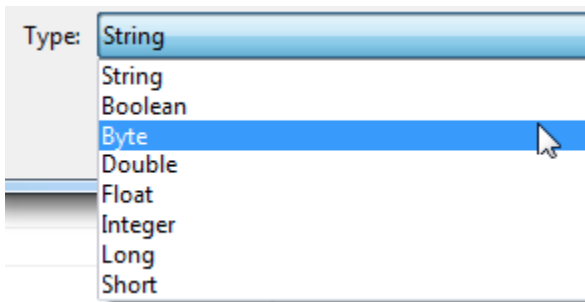 Type: String
String
Boolean
Byte
Double
Float
Integer
Long
Short